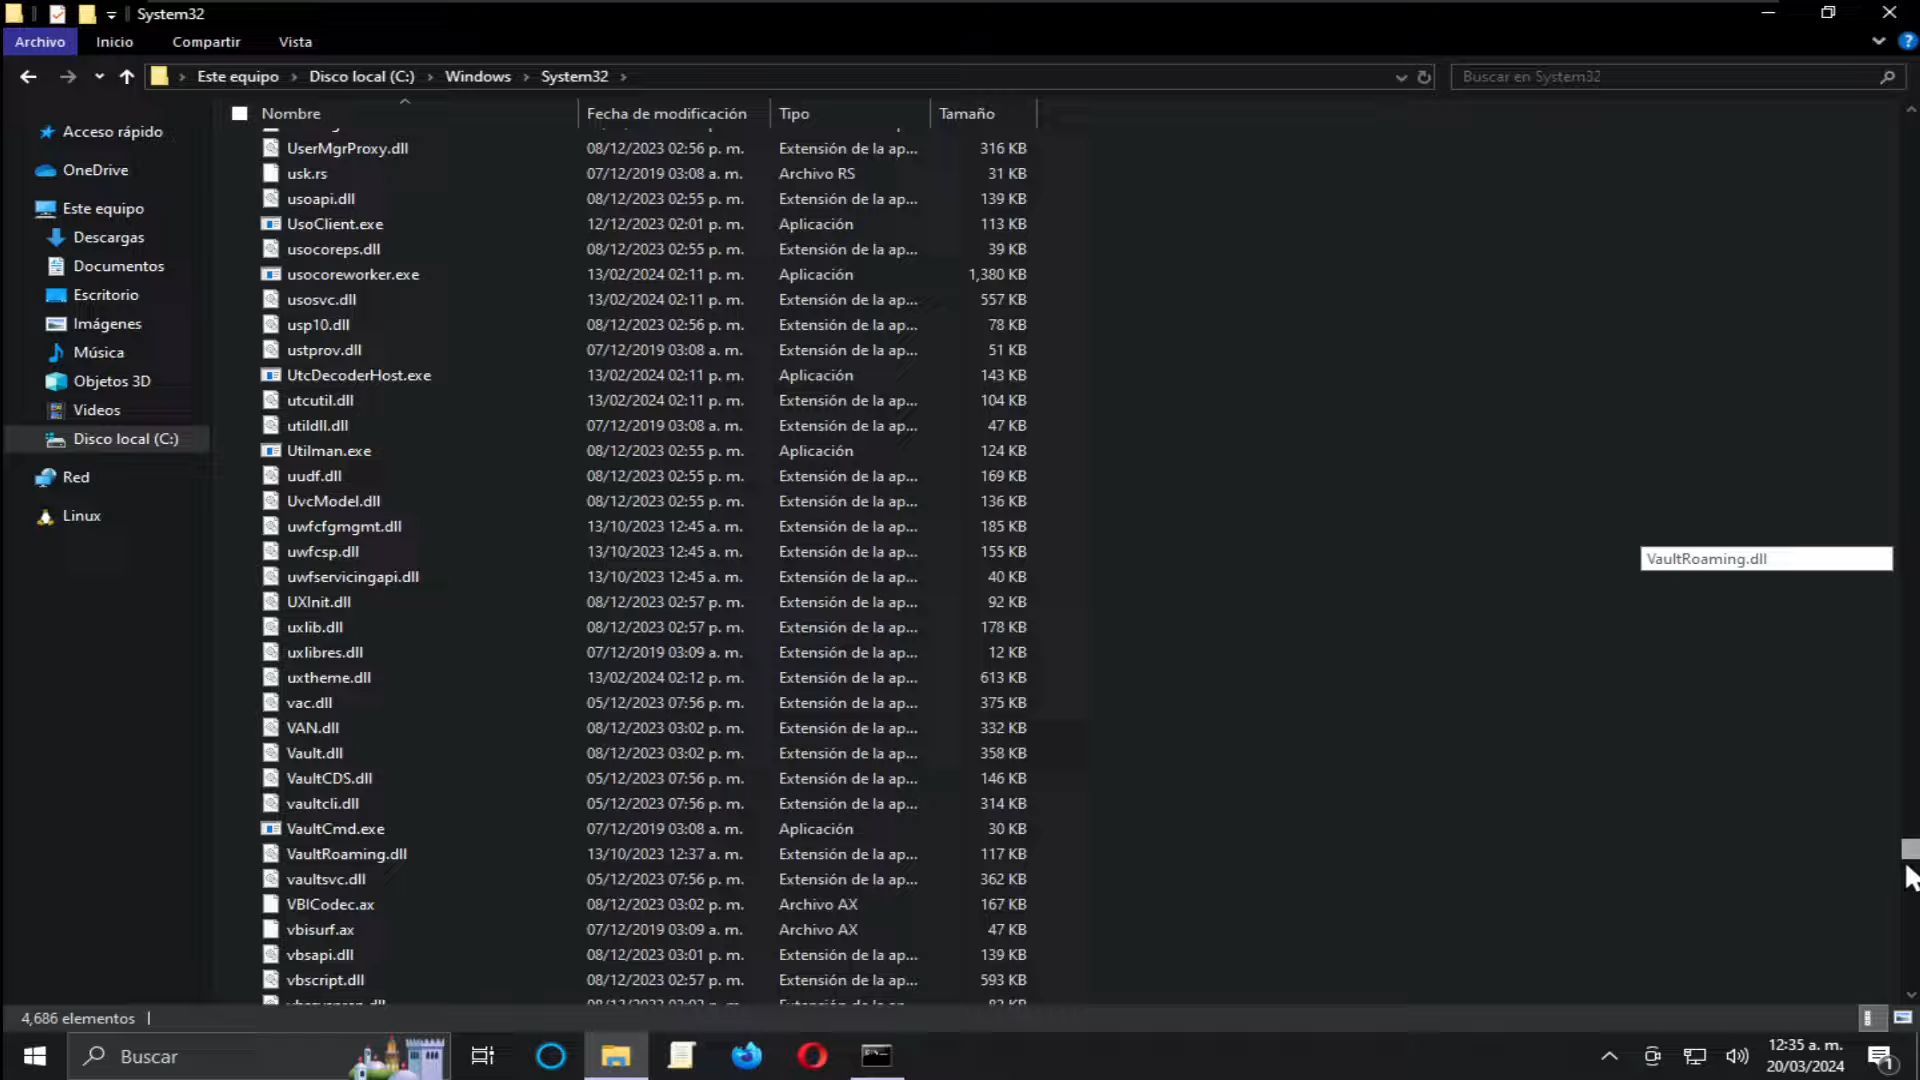 System32
Archivo Inicio Compartir Vista
Este equipo Disco local (C:) Windows System32
Buscar en System32
Nombre Fecha de modificación Tipo Tamaño
Acceso rápido
OneDrive
Este equipo
Descargas
Documentos
Escritorio
Imágenes
Música
Objetos 3D
Videos
Disco local (C:)
Red
Linux
UserMgrProxy.dll 08/12/2023 02:56 p. m. Extensión de la ap... 316 KB
usk.rs 07/12/2019 03:08 a. m. Archivo RS 31 KB
usoapi.dll 08/12/2023 02:55 p. m. Extensión de la ap... 139 KB
UsoClient.exe 12/12/2023 02:01 p. m. Aplicación 113 KB
usocoreps.dll 08/12/2023 02:55 p. m. Extensión de la ap... 39 KB
usocoreworker.exe 13/02/2024 02:11 p. m. Aplicación 1,380 KB
usosvc.dll 13/02/2024 02:11 p. m. Extensión de la ap... 557 KB
usp10.dll 08/12/2023 02:56 p. m. Extensión de la ap... 78 KB
ustprov.dll 07/12/2019 03:08 a. m. Extensión de la ap... 51 KB
UtcDecoderHost.exe 13/02/2024 02:11 p. m. Aplicación 143 KB
utcutil.dll 13/02/2024 02:11 p. m. Extensión de la ap... 104 KB
utildll.dll 07/12/2019 03:08 a. m. Extensión de la ap... 47 KB
Utilman.exe 08/12/2023 02:55 p. m. Aplicación 124 KB
uudf.dll 08/12/2023 02:55 p. m. Extensión de la ap... 169 KB
UvcModel.dll 08/12/2023 02:55 p. m. Extensión de la ap... 136 KB
uwfcfgmgmt.dll 13/10/2023 12:45 a. m. Extensión de la ap... 185 KB
uwfcsp.dll 13/10/2023 12:45 a. m. Extensión de la ap... 155 KB
uwfservicingapi.dll 13/10/2023 12:45 a. m. Extensión de la ap... 40 KB
UXInit.dll 08/12/2023 02:57 p. m. Extensión de la ap... 92 KB
uxlib.dll 08/12/2023 02:57 p. m. Extensión de la ap... 178 KB
uxlibres.dll 07/12/2019 03:09 a. m. Extensión de la ap... 12 KB
uxtheme.dll 13/02/2024 02:12 p. m. Extensión de la ap... 613 KB
vac.dll 05/12/2023 07:56 p. m. Extensión de la ap... 375 KB
VAN.dll 08/12/2023 03:02 p. m. Extensión de la ap... 332 KB
Vault.dll 08/12/2023 03:02 p. m. Extensión de la ap... 358 KB
VaultCDS.dll 05/12/2023 07:56 p. m. Extensión de la ap... 146 KB
vaultcli.dll 05/12/2023 07:56 p. m. Extensión de la ap... 314 KB
VaultCmd.exe 07/12/2019 03:08 a. m. Aplicación 30 KB
VaultRoaming.dll 13/10/2023 12:37 a. m. Extensión de la ap... 117 KB
vaultsvc.dll 05/12/2023 07:56 p. m. Extensión de la ap... 362 KB
VBICodec.ax 08/12/2023 03:02 p. m. Archivo AX 167 KB
vbisurf.ax 07/12/2019 03:09 a. m. Archivo AX 47 KB
vbsapi.dll 08/12/2023 03:01 p. m. Extensión de la ap... 139 KB
vbscript.dll 08/12/2023 02:57 p. m. Extensión de la ap... 593 KB
VaultRoaming.dll
4,686 elementos
Buscar
12:35 a. m.
20/03/2024
1